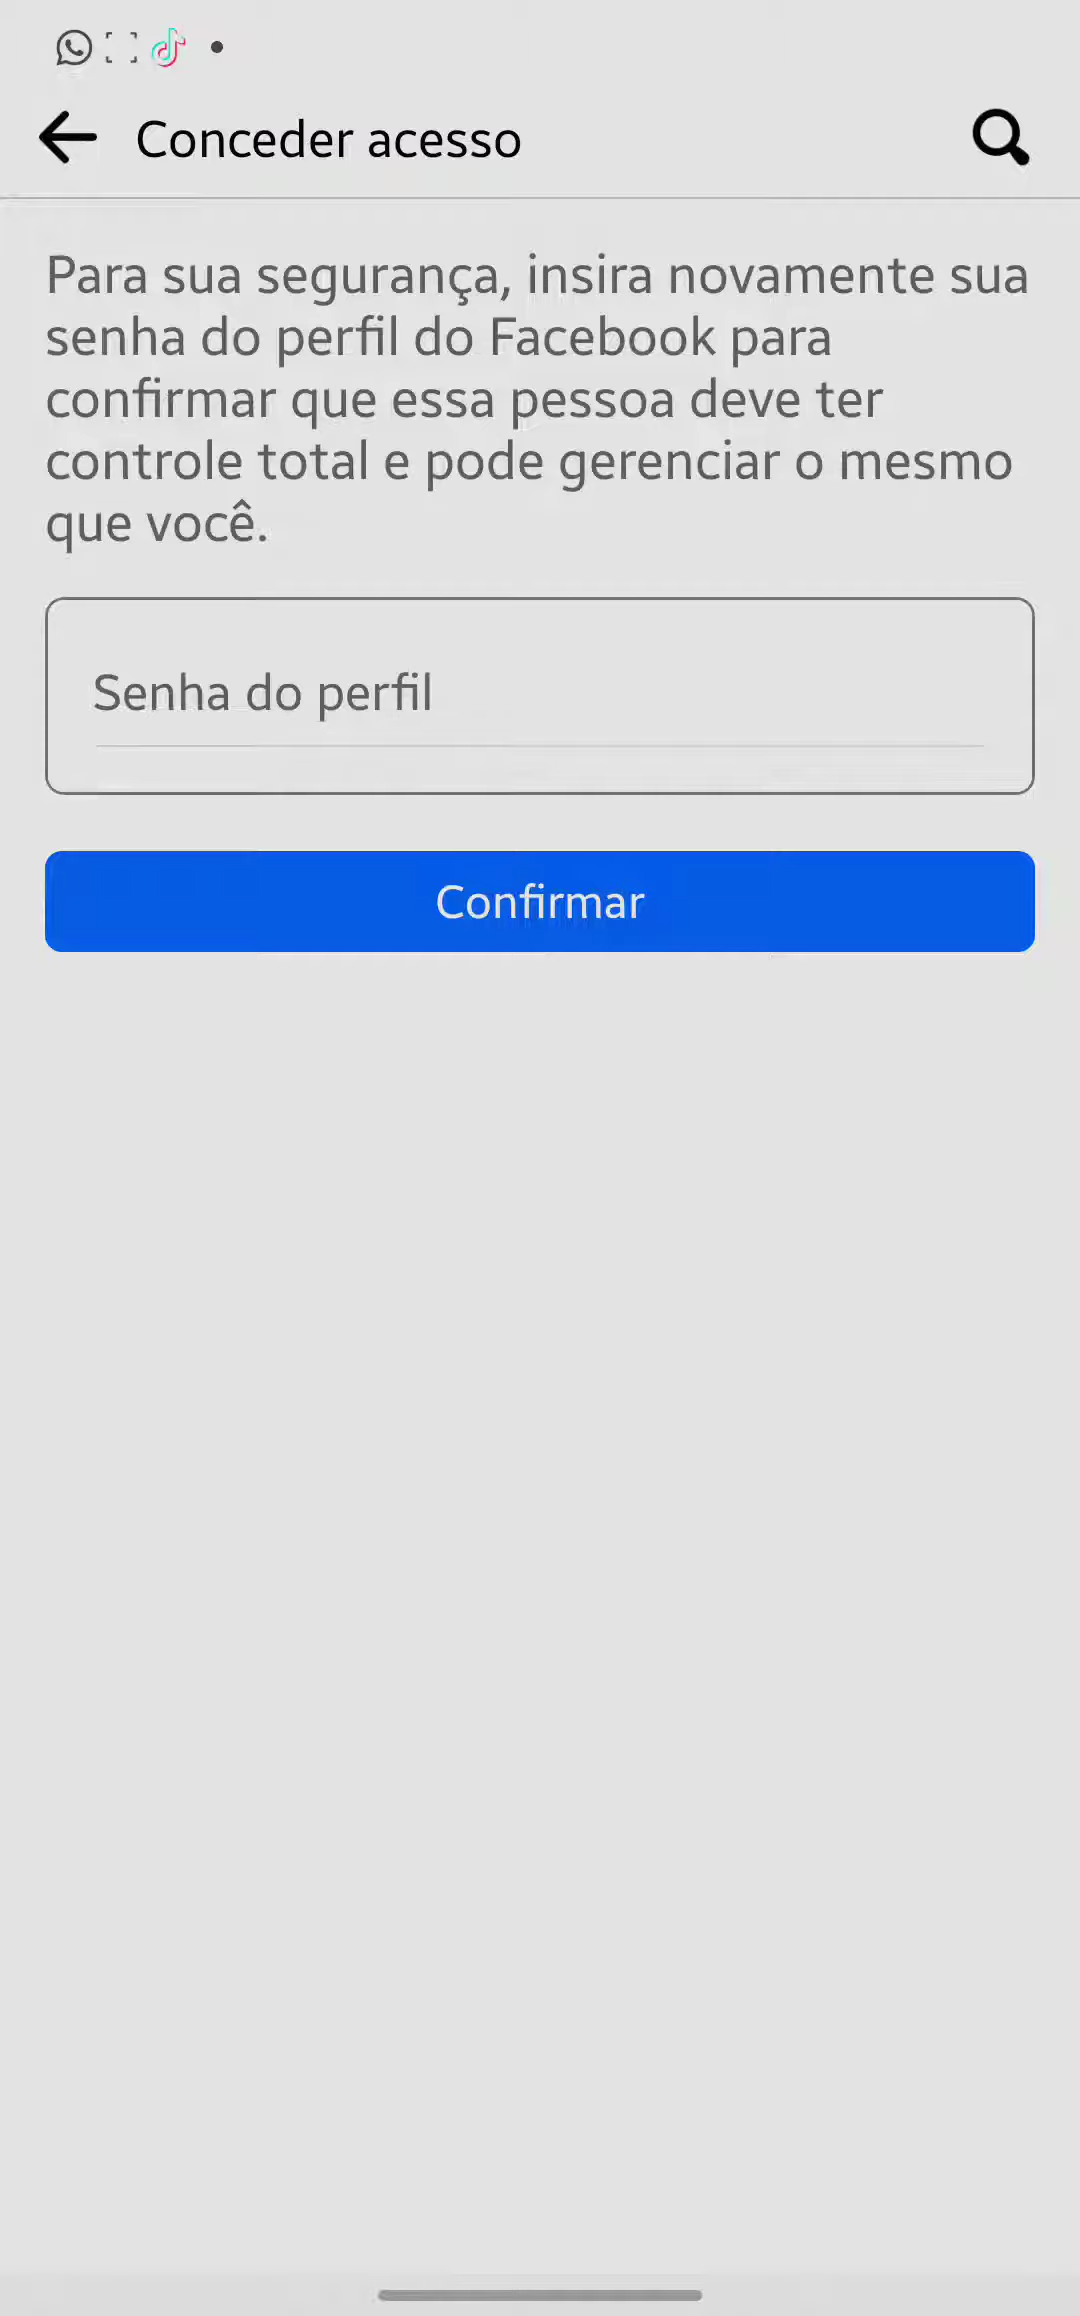 Conceder acesso
Para sua segurança, insira novamente sua
senha do perfil do Facebook para
confirmar que essa pessoa deve ter
controle total e pode gerenciar o mesmo
que você.
Senha do perfil
Confirmar